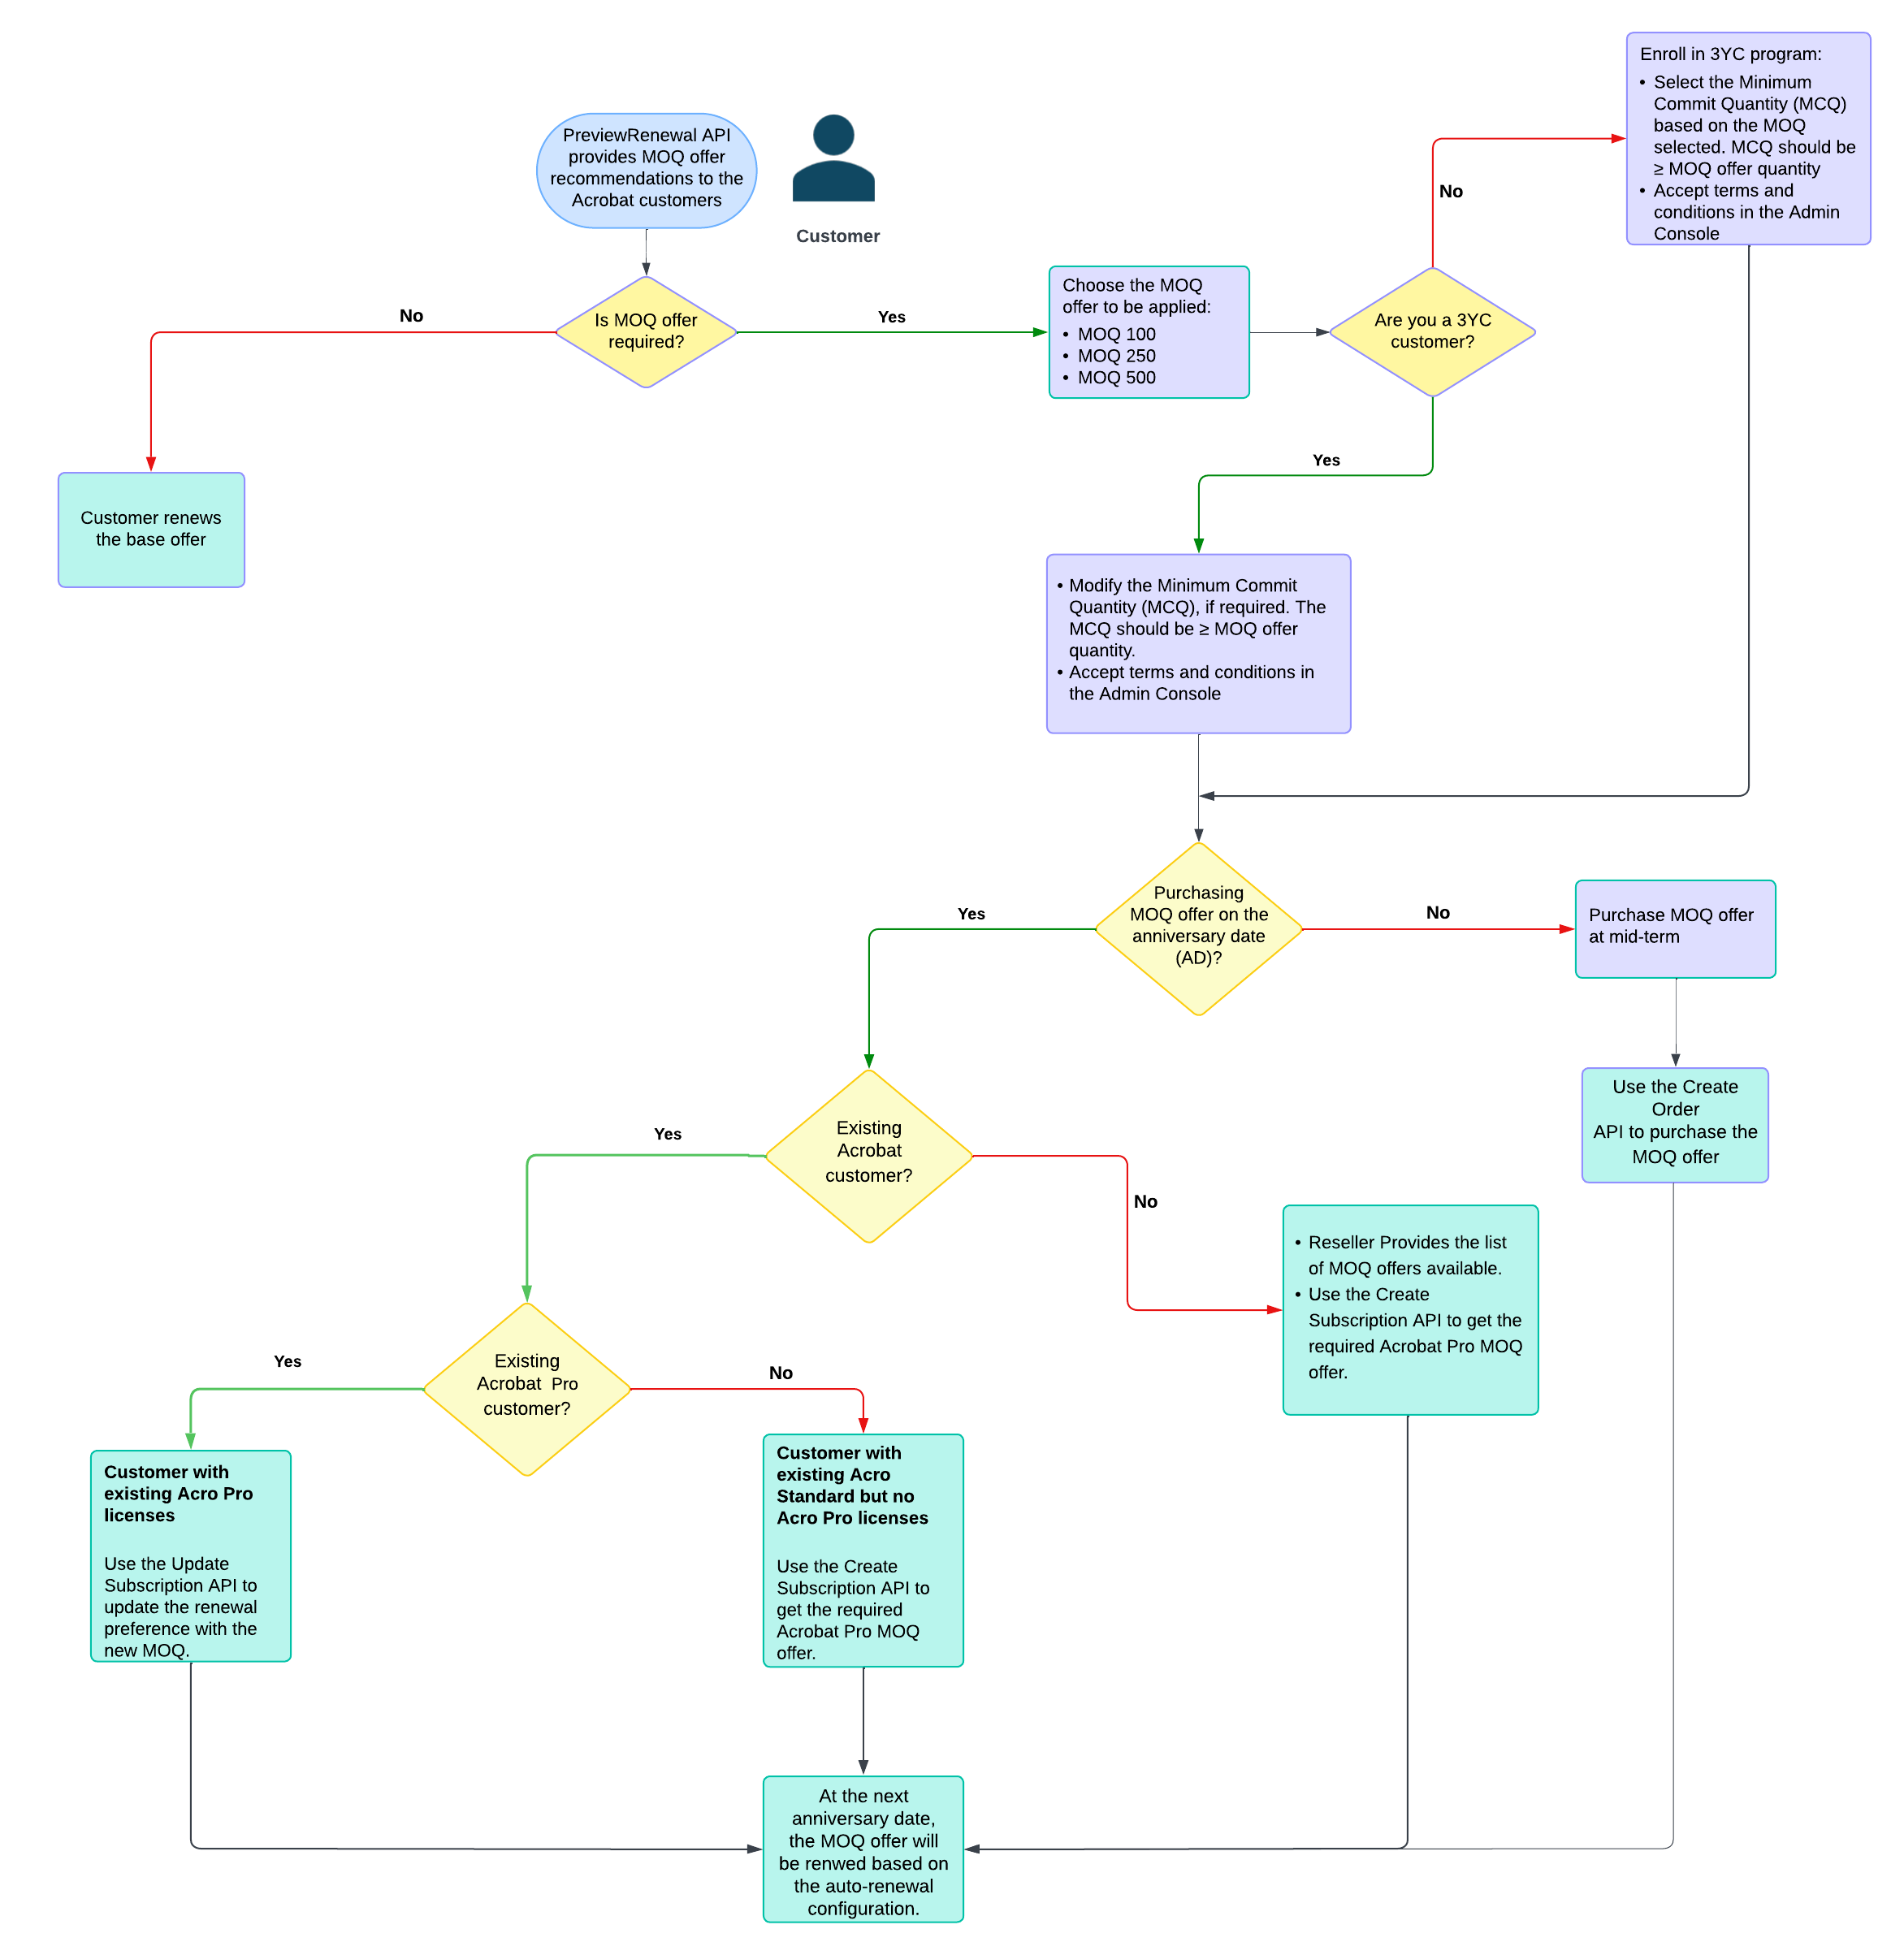 Enroll in 3YC program:
• Select the Minimum
Commit Quantity (MCQ)
based on the MOQ
selected. MCQ should be
≥ MOQ offer quantity
• Accept terms and
conditions in the Admin
Console
PreviewRenewal API
provides MOQ offer
recommendations to the
Acrobat customers
Customer
No
Is MOQ offer
required?
No
Yes
Choose the MOQ
offer to be applied:
• MOQ 100
• MOQ 250
• MOQ 500
Are you a 3YC
customer?
Yes
Customer renews
the base offer
• Modify the Minimum Commit
Quantity (MCQ), if required. The
MCQ should be ≥ MOQ offer
quantity.
• Accept terms and conditions in
the Admin Console
Purchasing
MOQ offer on the
anniversary date
(AD)?
Yes
No
Purchase MOQ offer
at mid-term
Use the Create
Order
API to purchase the
MOQ offer
Existing
Acrobat
customer?
Yes
No
• Reseller Provides the list
of MOQ offers available.
• Use the Create
Subscription API to get the
required Acrobat Pro MOQ
offer.
Existing
Acrobat Pro
customer?
Yes
No
Customer with
existing Acro Pro
licenses
Use the Update
Subscription API to
update the renewal
preference with the
new MOQ.
Customer with
existing Acro
Standard but no
Acro Pro licenses
Use the Create
Subscription API to
get the required
Acrobat Pro MOQ
offer.
At the next
anniversary date,
the MOQ offer will
be renwed based on
the auto-renewal
configuration.